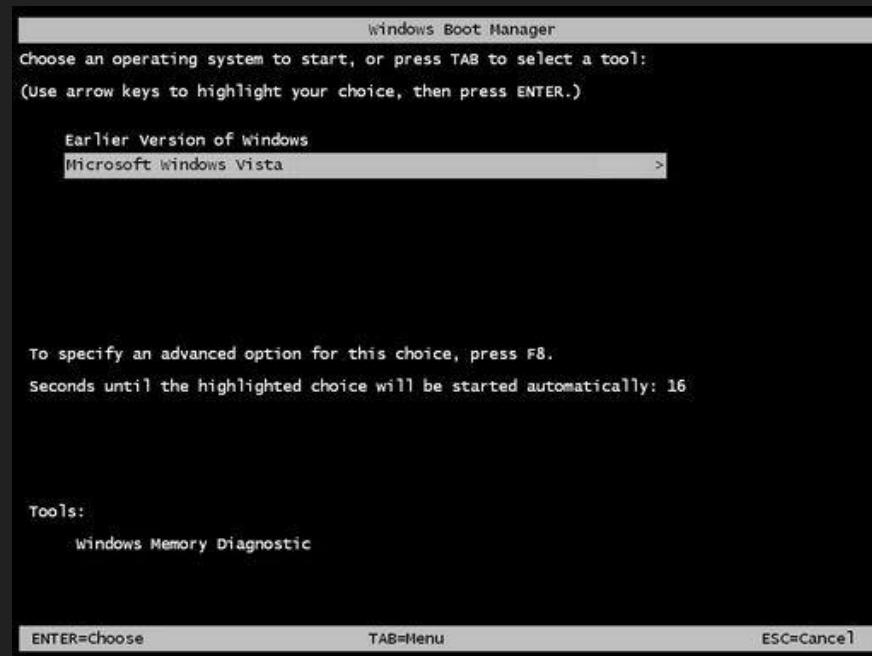 Windows Boot Manager
Choose an operating system to start, or press TAB to select a tool:
(Use arrow keys to highlight your choice, then press ENTER.)
Earlier Version of Windows
Microsoft Windows Vista >
To specify an advanced option for this choice, press F8.
Seconds until the highlighted choice will be started automatically: 16
Tools:
Windows Memory Diagnostic
ENTER=Choose TAB=Menu ESC=Cancel